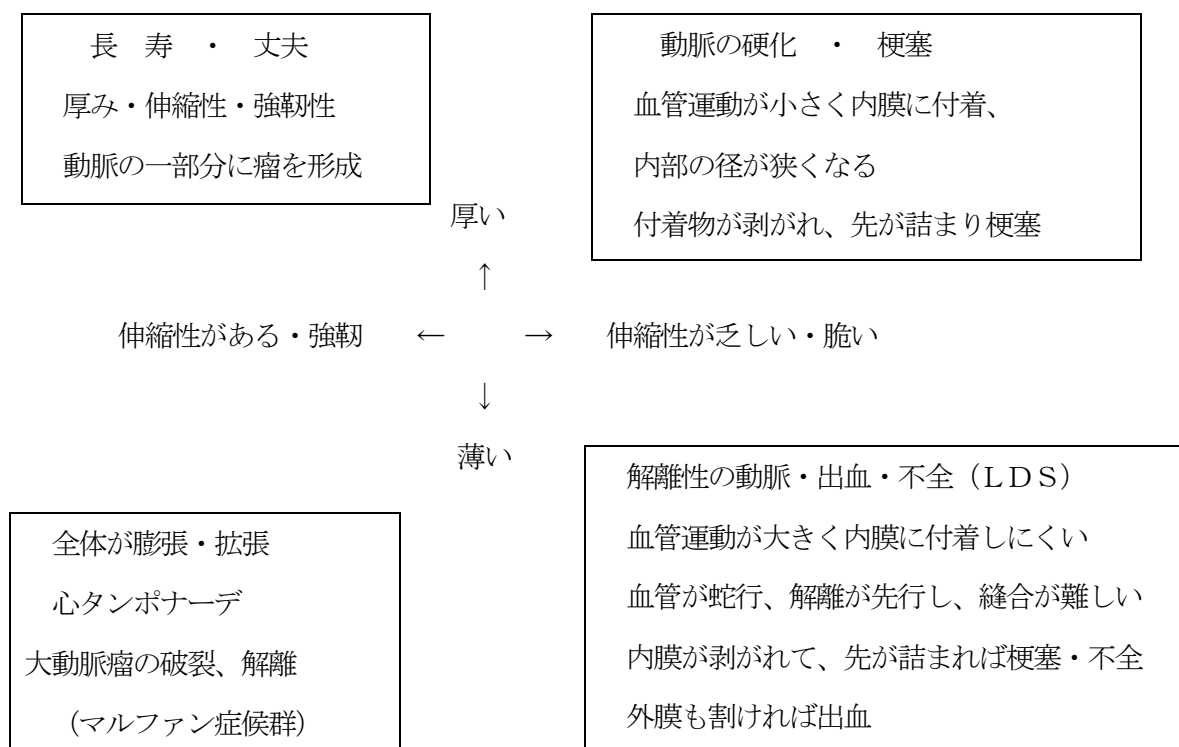 長　寿　・　丈夫
厚み・伸縮性・強靭性
動脈の一部分に瘤を形成
動脈の硬化　・　梗塞
血管運動が小さく内膜に付着、
内部の径が狭くなる
付着物が剥がれ、先が詰まり梗塞
厚い
↑
伸縮性がある・強靭　←　→　伸縮性が乏しい・脆い
↓
薄い
全体が膨張・拡張
心タンポナーデ
大動脈瘤の破裂、解離
（マルファン症候群）
解離性の動脈・出血・不全（ＬＤＳ）
血管運動が大きく内膜に付着しにくい
血管が蛇行、解離が先行し、縫合が難しい
内膜が剥がれて、先が詰まれば梗塞・不全
外膜も割ければ出血